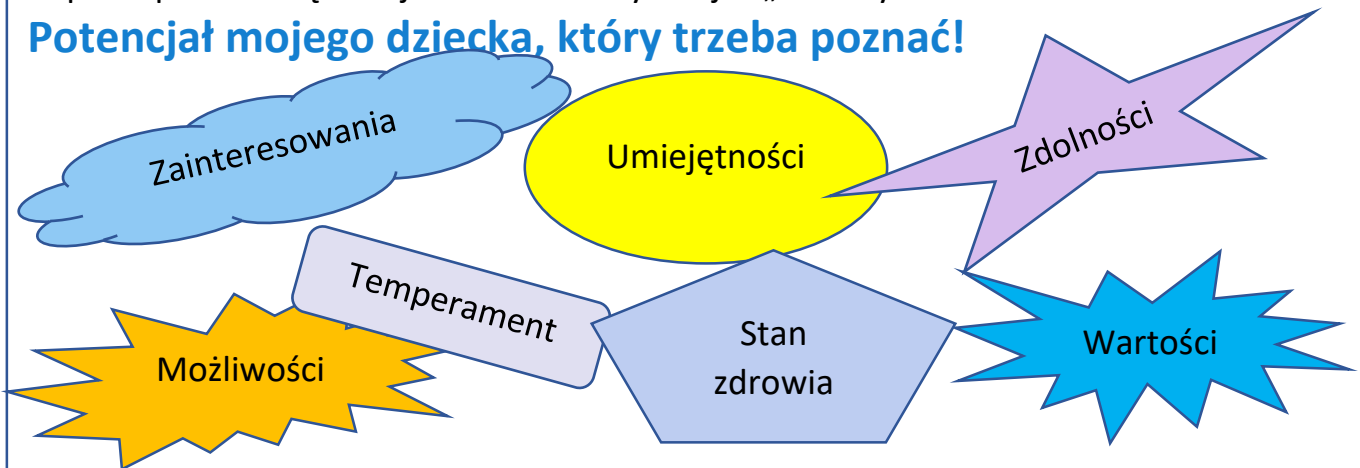 Potencjał mojego dziecka, który trzeba poznać!
Zainteresowania
Umiejętności
Zdolności
Temperament
Możliwości
Stan
zdrowia
Wartości